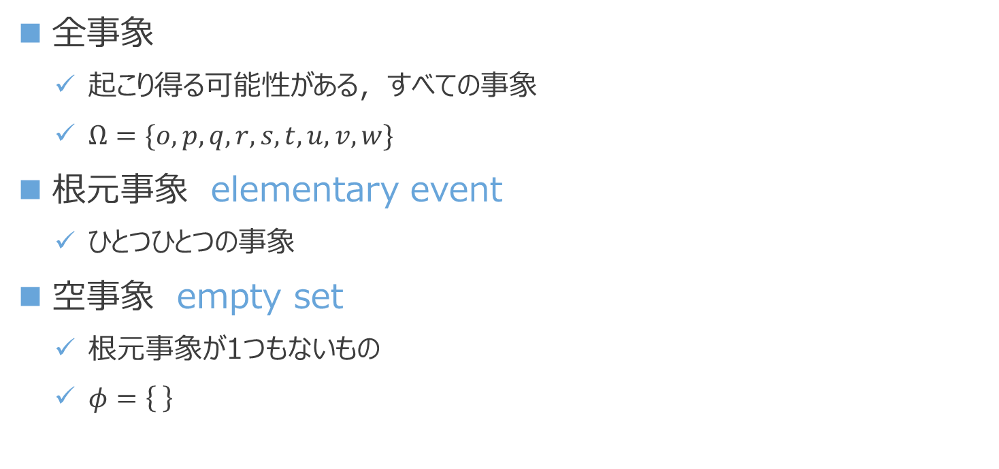 ■ 全事象
✓ 起こり得る可能性がある，すべての事象
✓ Ω = {𝑜, 𝑝, 𝑞, 𝑟, 𝑠, 𝑡, 𝑢, 𝑣, 𝑤}
■ 根元事象 elementary event
✓ ひとつひとつの事象
■ 空事象 empty set
✓ 根元事象が1つもないもの
✓ 𝜙 = { }